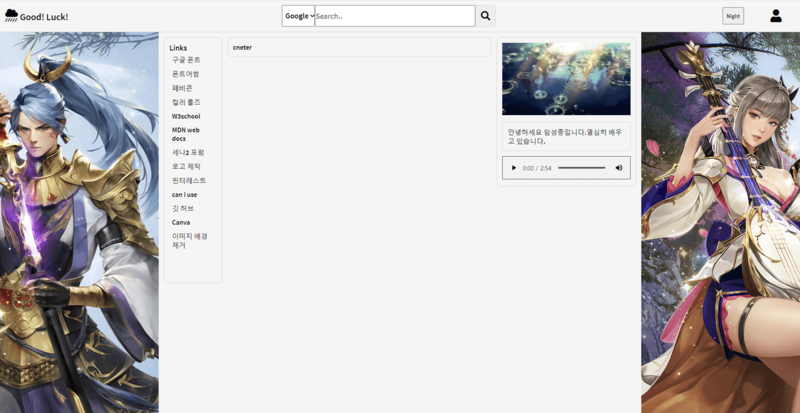 Good! Luck!
Google
Search..
Night
Links
구글 폰트
폰트어썸
페비콘
컬러 툴즈
W3school
MDN web
docs
세나2 포럼
로고 제작
핀터레스트
can i use
깃 허브
Canva
이미지 배경
제거
cneter
안녕하세요 임성종입니다.열심히 배우
고 있습니다.
0:00 / 2:54